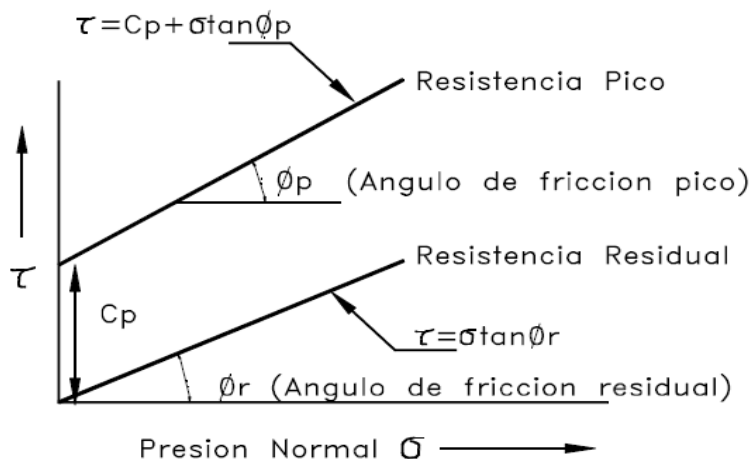 τ=Cp+σtanØp
Resistencia Pico
Øp (Angulo de friccion pico)
Resistencia Residual
τ
Cp
τ=σtanØr
Ør (Angulo de friccion residual)
Presion Normal σ